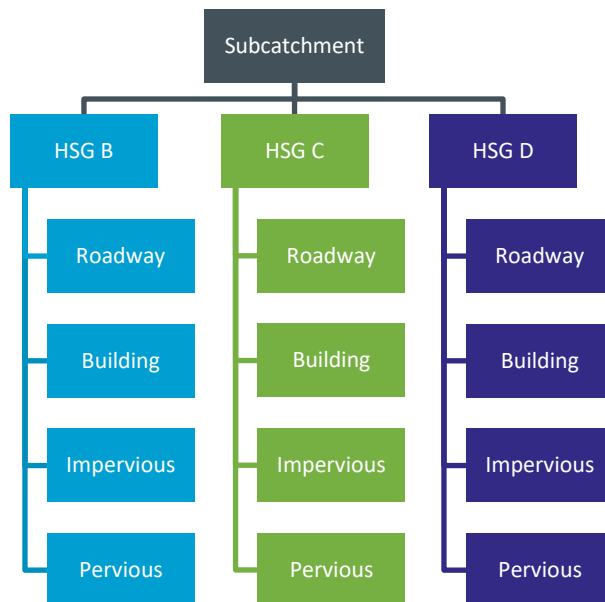 Subcatchment
HSG B
HSG C
HSG D
Roadway
Roadway
Roadway
Building
Building
Building
Impervious
Impervious
Impervious
Pervious
Pervious
Pervious